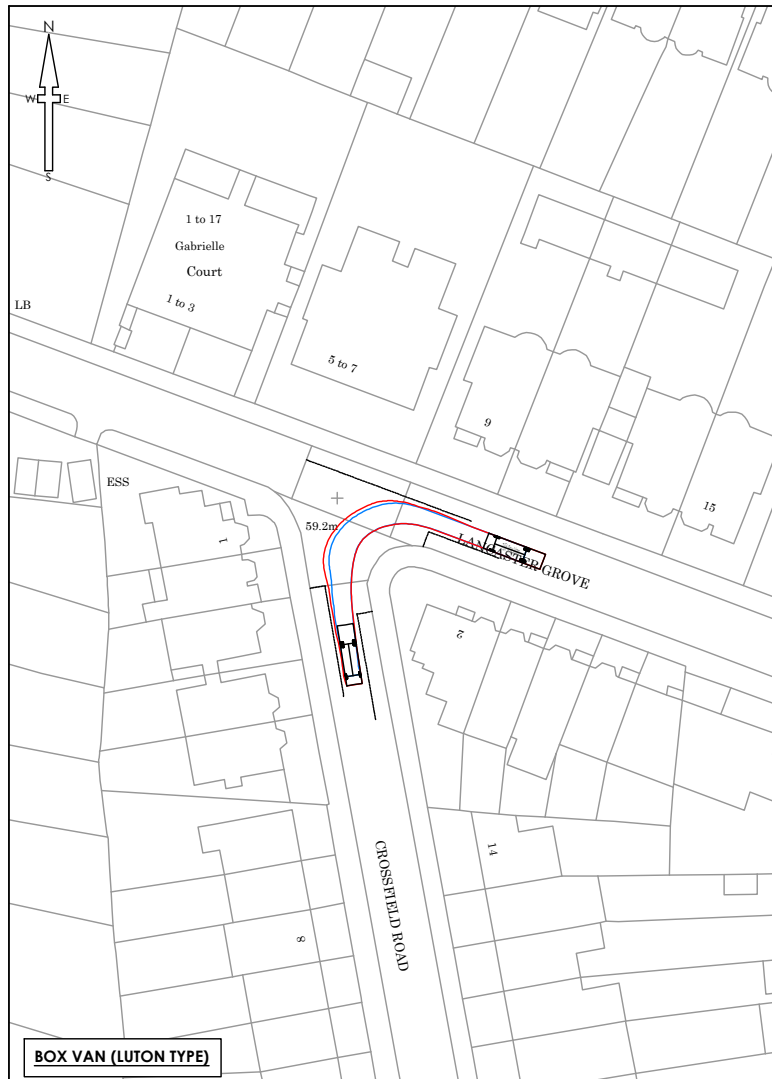 N
W E
S
1 to 17
Gabrielle
Court
1 to 3
LB
5 to 7
9
15
ESS
59.2m
1
LANCASTER GROVE
2
CROSSFIELD ROAD
14
8
BOX VAN (LUTON TYPE)